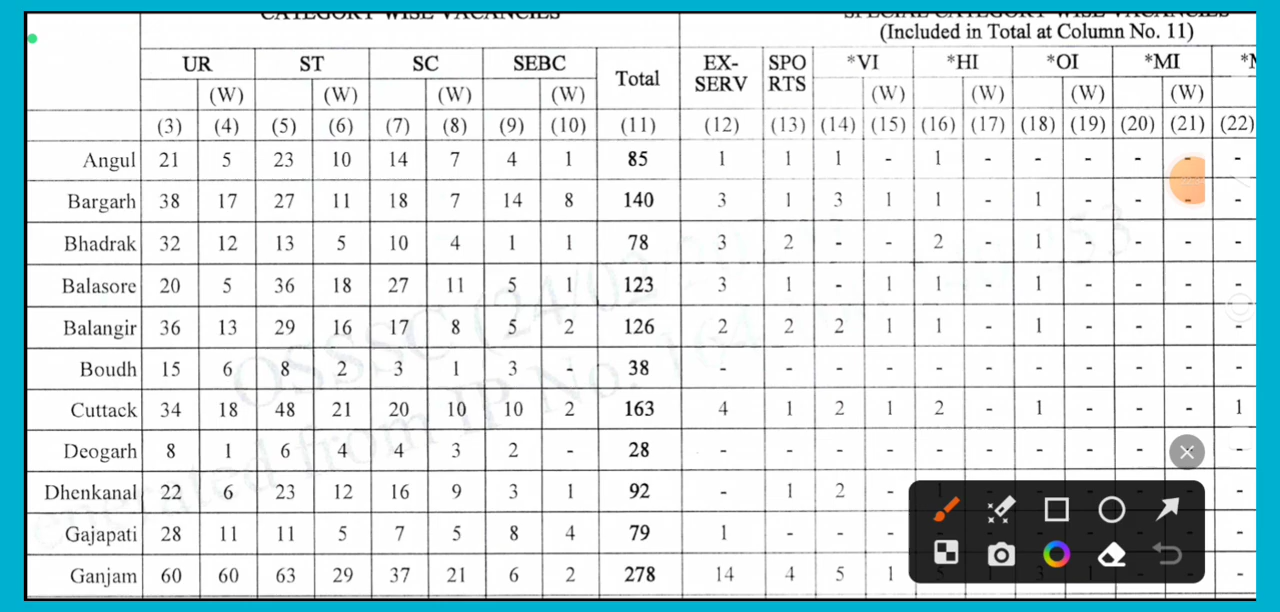 CATEGORY WISE VACANCIES SPECIAL CATEGORY WISE VACANCIES
(Included in Total at Column No. 11)
UR ST SC SEBC Total EX-SERV SPORTS *VI *HI *OI *MI
(W) (W) (W) (W) (W) (W) (W) (W)
(3) (4) (5) (6) (7) (8) (9) (10) (11) (12) (13) (14) (15) (16) (17) (18) (19) (20) (21) (22)
Angul 21 5 23 10 14 7 4 1 85 1 1 1 - 1 - - - - - -
Bargarh 38 17 27 11 18 7 14 8 140 3 1 3 1 1 - 1 - - - -
Bhadrak 32 12 13 5 10 4 1 1 78 3 2 - - 2 - 1 - - - -
Balasore 20 5 36 18 27 11 5 1 123 3 1 - 1 1 - 1 - - - -
Balangir 36 13 29 16 17 8 5 2 126 2 2 2 1 1 - 1 - - - -
Boudh 15 6 8 2 3 1 3 - 38 - - - - - - - - - - -
Cuttack 34 18 48 21 20 10 10 2 163 4 1 2 1 2 - 1 - - - 1
Deogarh 8 1 6 4 4 3 2 - 28 - - - - - - - - - -
Dhenkanal 22 6 23 12 16 9 3 1 92 - 1 2 - -
Gajapati 28 11 11 5 7 5 8 4 79 1 - - - -
Ganjam 60 60 63 29 37 21 6 2 278 14 4 5 1 -
OSSSC (24/02
from IP No. 164